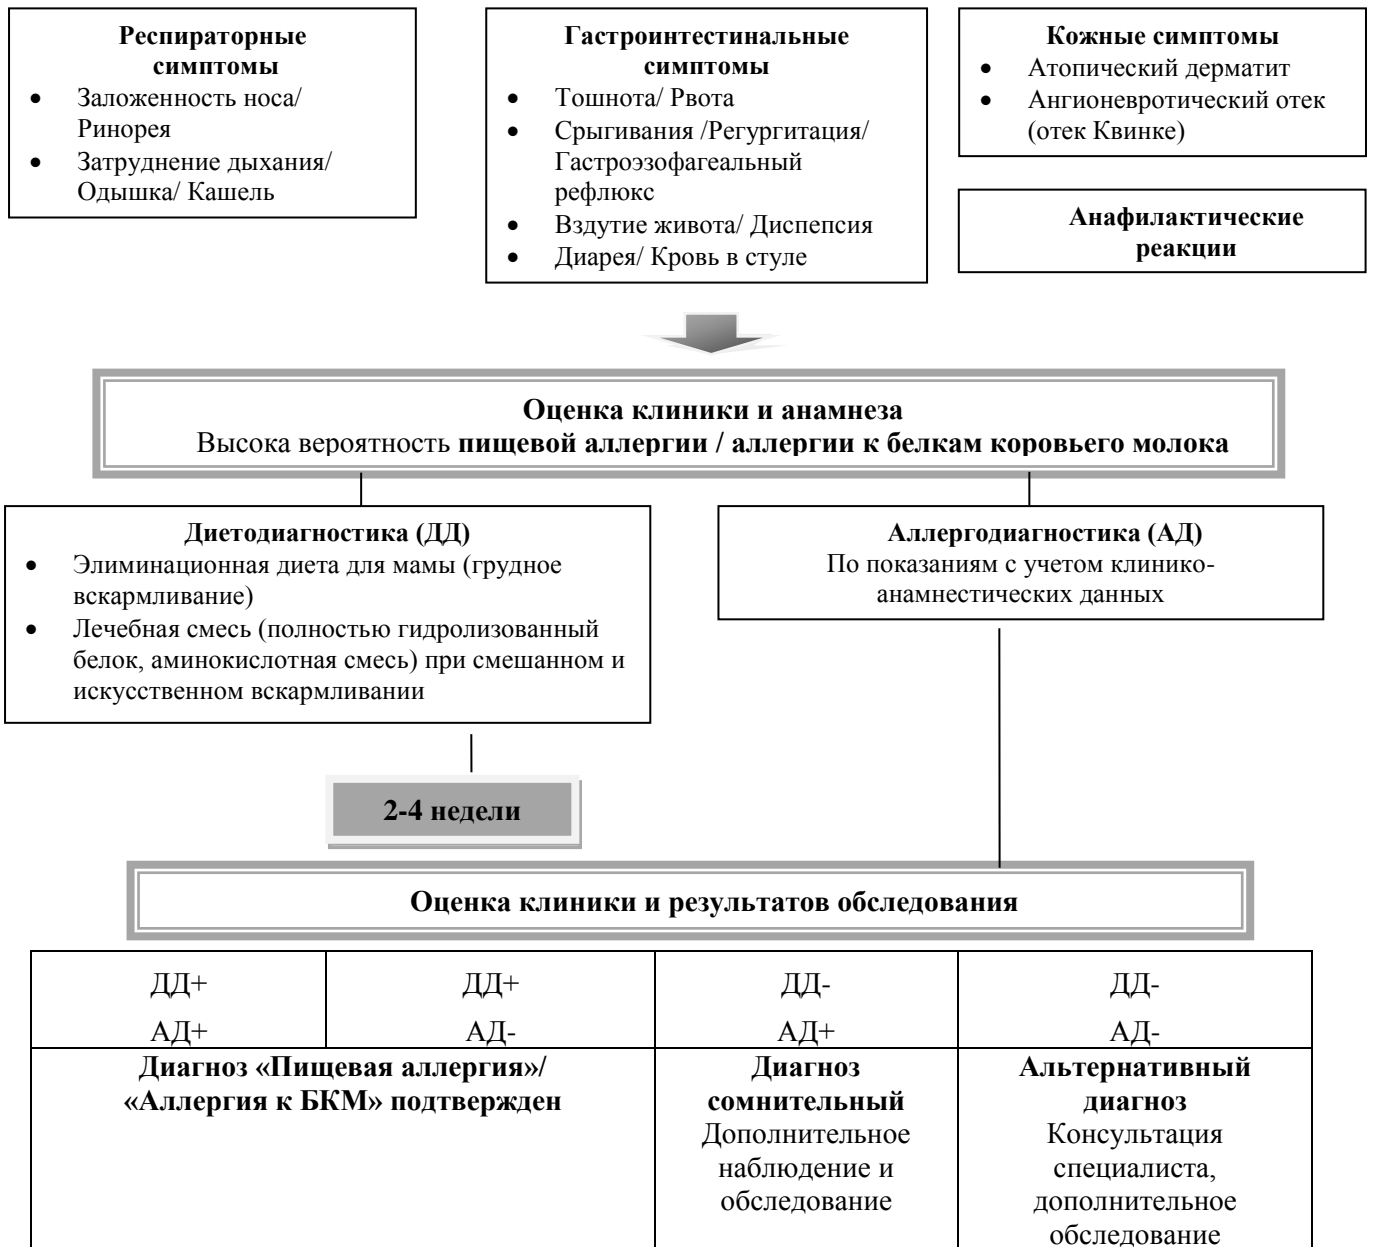 Респираторные
симптомы
• Заложенность носа/
Ринорея
• Затруднение дыхания/
Одышка/ Кашель
Гастроинтестинальные
симптомы
• Тошнота/ Рвота
• Срыгивания /Регургитация/
Гастроэзофагеальный
рефлюкс
• Вздутие живота/ Диспепсия
• Диарея/ Кровь в стуле
Кожные симптомы
• Атопический дерматит
• Ангионевротический отек
(отек Квинке)
Анафилактические
реакции
Оценка клиники и анамнеза
Высока вероятность пищевой аллергии / аллергии к белкам коровьего молока
Диетодиагностика (ДД)
• Элиминационная диета для мамы (грудное
вскармливание)
• Лечебная смесь (полностью гидролизованный
белок, аминокислотная смесь) при смешанном и
искусственном вскармливании
Аллергодиагностика (АД)
По показаниям с учетом клинико-
анамнестических данных
2-4 недели
Оценка клиники и результатов обследования
ДД+
АД+
ДД+
АД-
ДД-
АД+
ДД-
АД-
Диагноз «Пищевая аллергия»/
«Аллергия к БКМ» подтвержден
Диагноз
сомнительный
Дополнительное
наблюдение и
обследование
Альтернативный
диагноз
Консультация
специалиста,
дополнительное
обследование